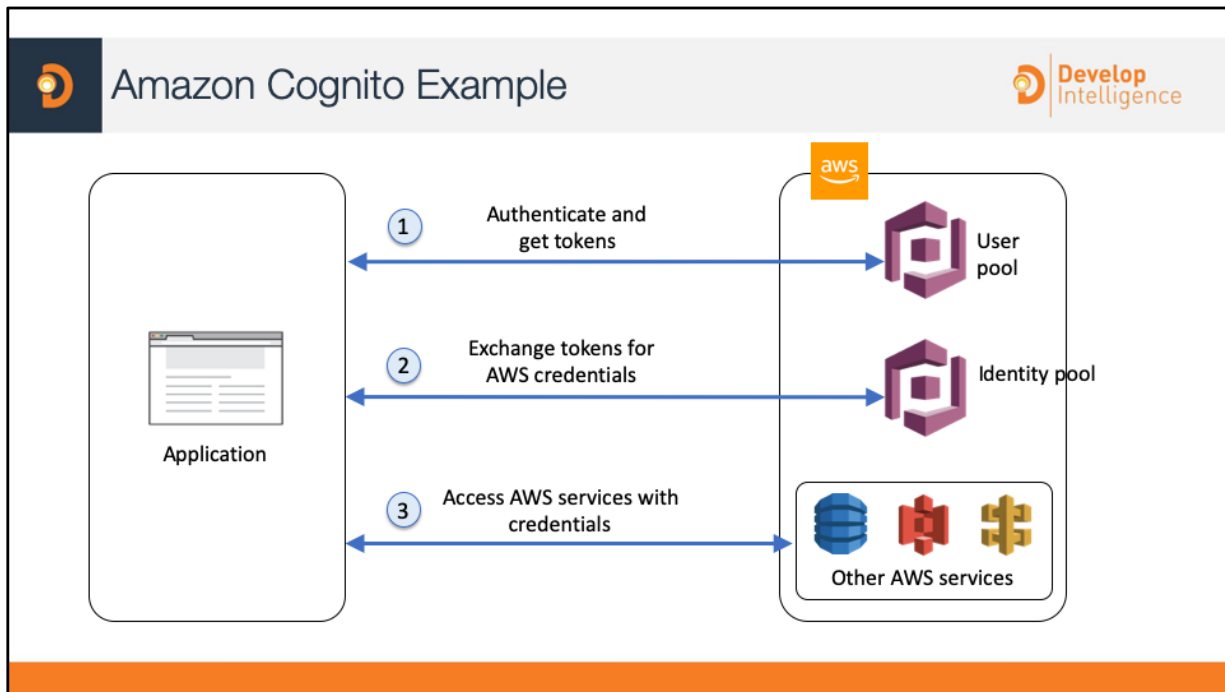 Amazon Cognito Example
Develop
Intelligence
aws
1
Authenticate and
get tokens
User
pool
2
Exchange tokens for
AWS credentials
Identity pool
Application
3
Access AWS services with
credentials
Other AWS services